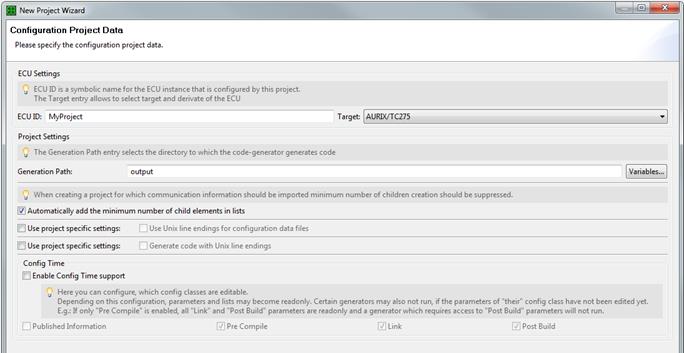 New Project Wizard
Configuration Project Data
Please specify the configuration project data.
ECU Settings
ECU ID is a symbolic name for the ECU instance that is configured by this project.
The Target entry allows to select target and derivate of the ECU
ECU ID: MyProject Target: AURIX/TC275
Project Settings
The Generation Path entry selects the directory to which the code-generator generates code
Generation Path: output Variables...
When creating a project for which communication information should be imported minimum number of children creation should be suppressed.
Automatically add the minimum number of child elements in lists
Use project specific settings: Use Unix line endings for configuration data files
Use project specific settings: Generate code with Unix line endings
Config Time
Enable Config Time support
Here you can configure, which config classes are editable.
Depending on this configuration, parameters and lists may become readonly. Certain generators may also not run, if the parameters of "their" config class have not been edited yet.
E.g.: If only "Pre Compile" is enabled, all "Link" and "Post Build" parameters are readonly and a generator which requires access to "Post Build" parameters will not run.
Published Information Pre Compile Link Post Build